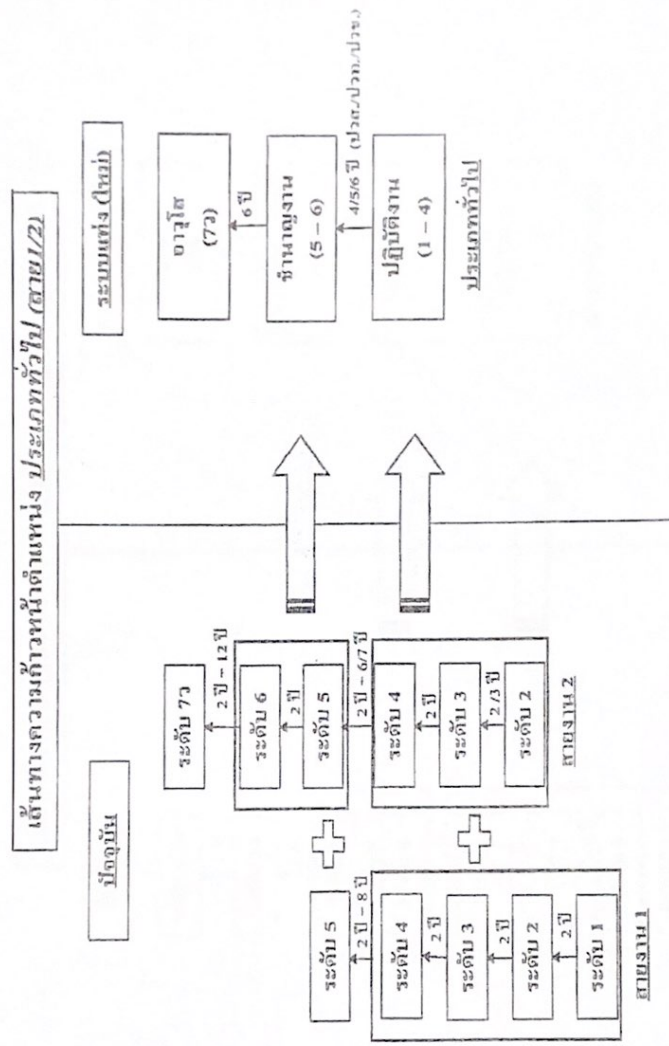 เส้นทางความก้าวหน้าตำแหน่ง ประเภททั่วไป (สาย 1/2)
ปัจจุบัน
ระดับ 5
2 ปี – 8 ปี
ระดับ 4
2 ปี
ระดับ 3
2 ปี
ระดับ 2
2 ปี
ระดับ 1
สายงาน 1
ระดับ 7ว
2 ปี – 12 ปี
ระดับ 6
2 ปี
ระดับ 5
2 ปี – 6/7 ปี
ระดับ 4
2 ปี
ระดับ 3
2/3 ปี
ระดับ 2
สายงาน 2
ระบบแท่ง (ใหม่)
อาวุโส
(7ว)
6 ปี
ชำนาญงาน
(5 – 6)
4/5/6 ปี (ปวส./ปวท./ปวช.)
ปฏิบัติงาน
(1 – 4)
ประเภททั่วไป